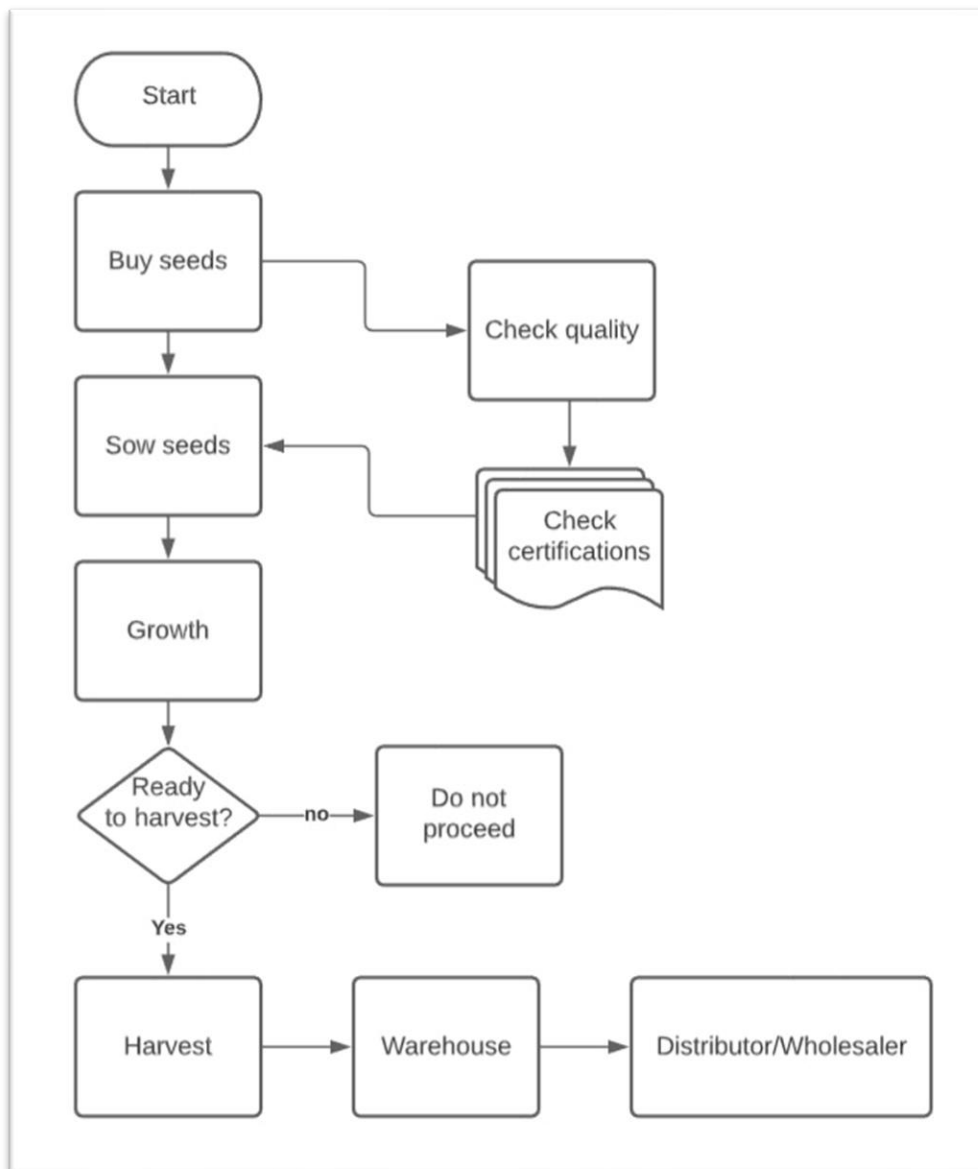 Start
Buy seeds
Check quality
Sow seeds
Check
certifications
Growth
Ready
to harvest?
no
Do not
proceed
Yes
Harvest
Warehouse
Distributor/Wholesaler